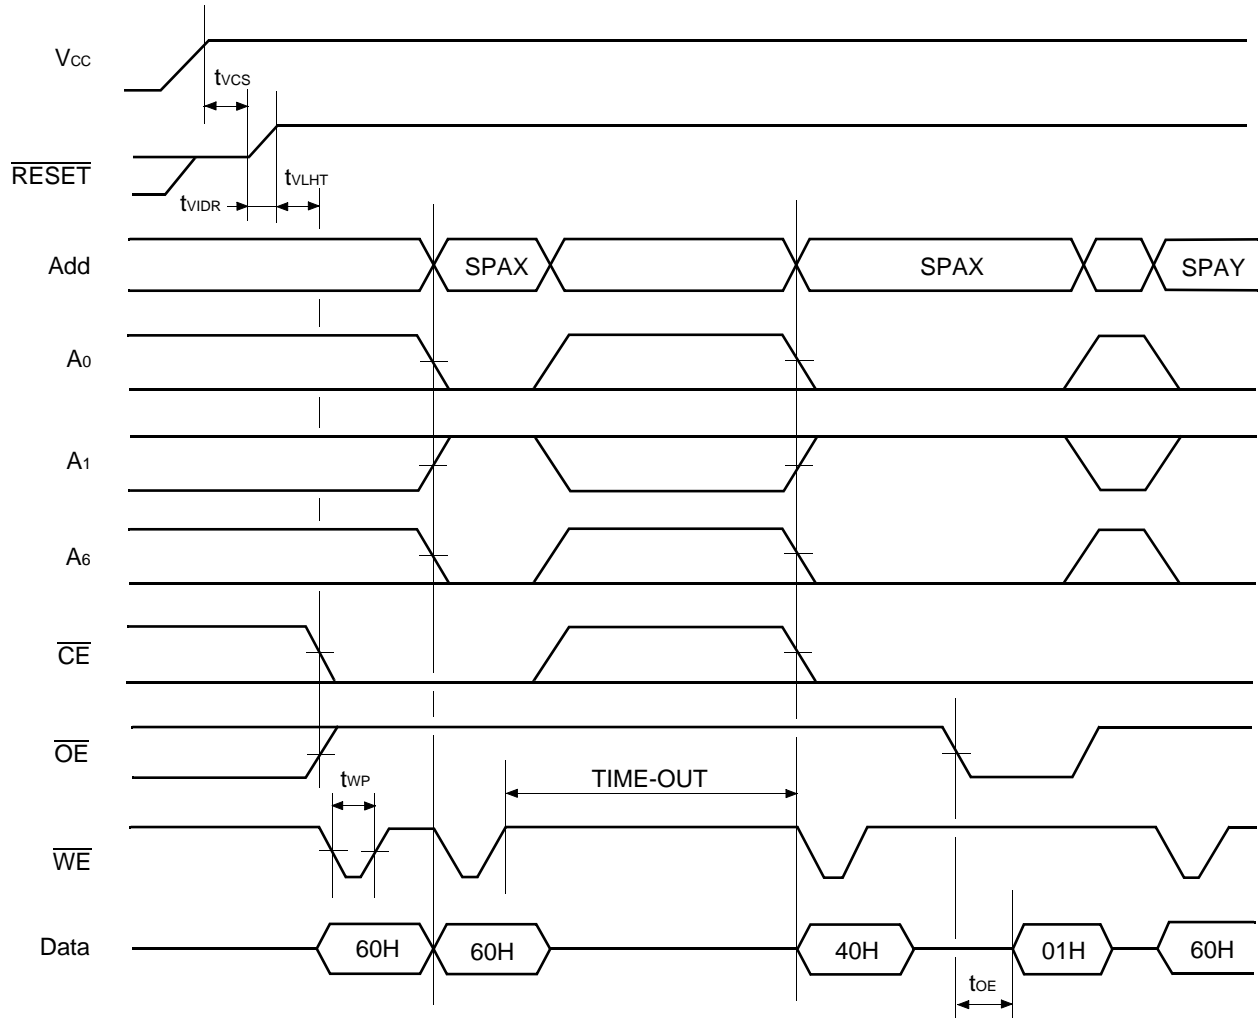 VCC
tVCS
RESET
tVLHT
tVIDR
Add
SPAX
SPAX
SPAY
A0
A1
A6
CE
OE
tWP
TIME-OUT
WE
Data
60H
60H
40H
01H
60H
tOE